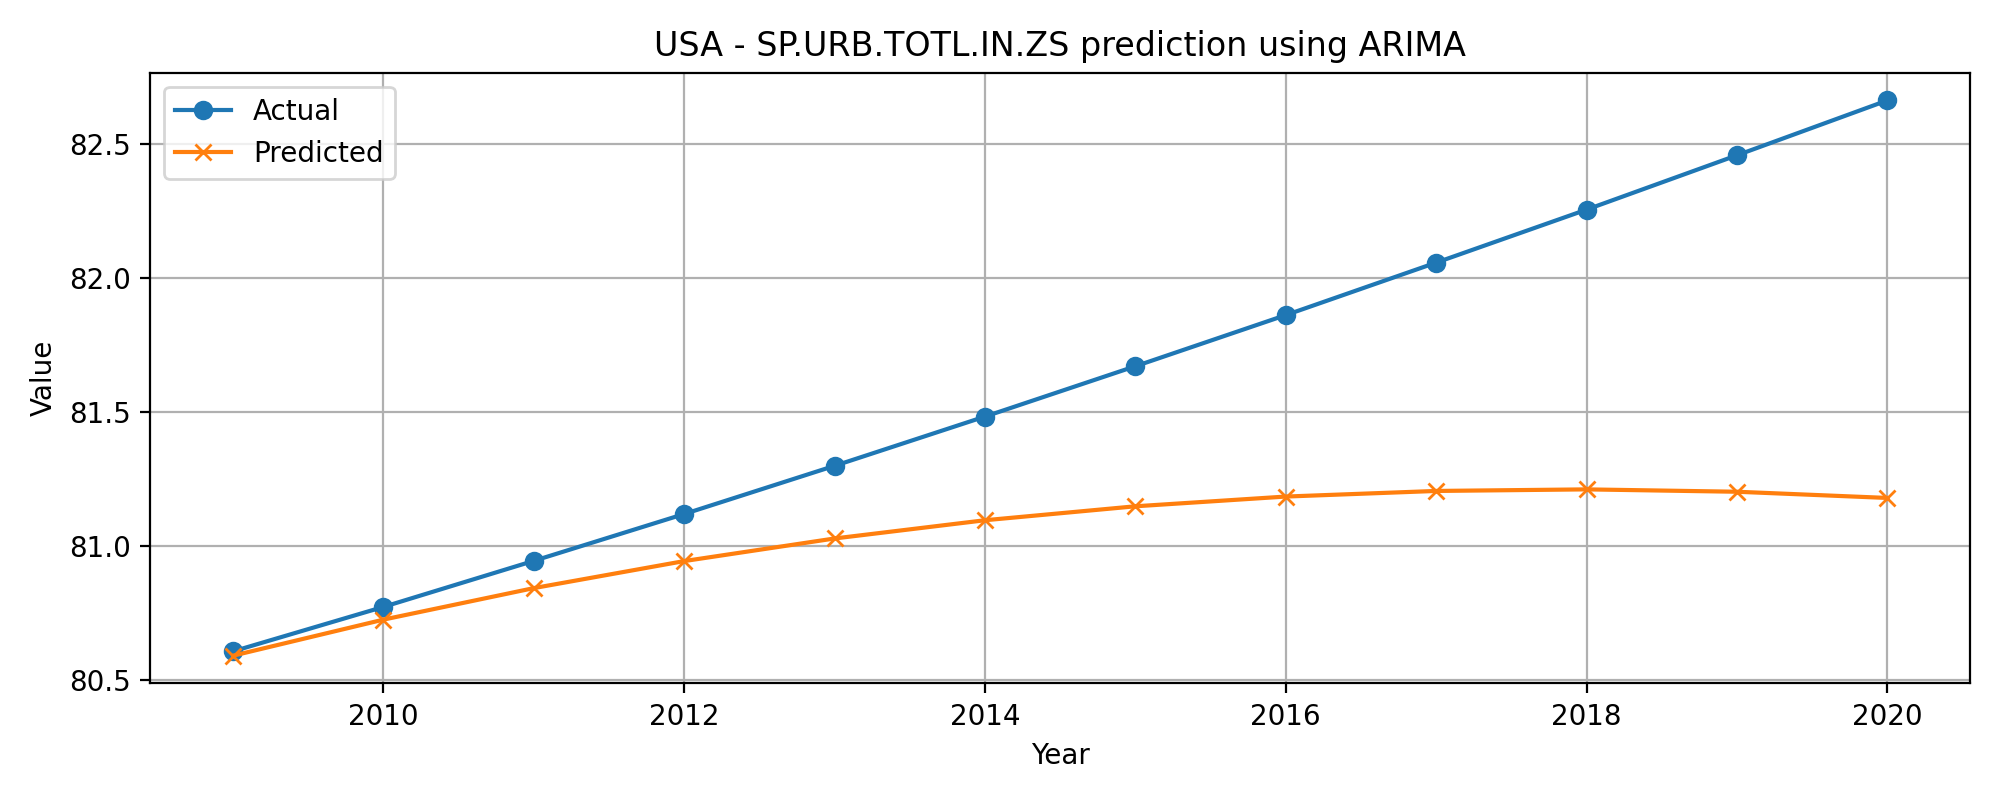 USA - SP.URB.TOTL.IN.ZS prediction using ARIMA
Actual
Predicted
82.5
82.0
81.5
81.0
80.5
Value
2010 2012 2014 2016 2018 2020
Year